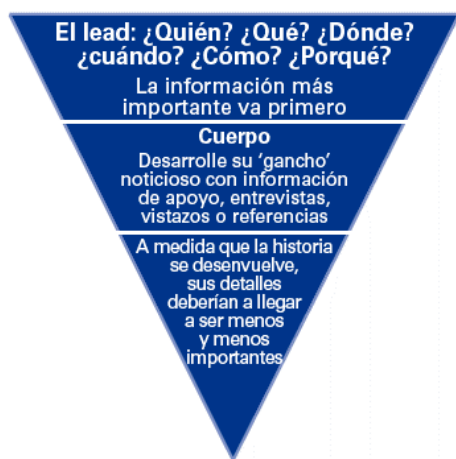 El lead: ¿Quién? ¿Qué? ¿Dónde?
¿cuándo? ¿Cómo? ¿Porqué?
La información más
importante va primero
Cuerpo
Desarrolle su ‘gancho’
noticioso con información
de apoyo, entrevistas,
vistazos o referencias
A medida que la historia
se desenvuelve,
sus detalles
deberían a llegar
a ser menos
y menos
importantes